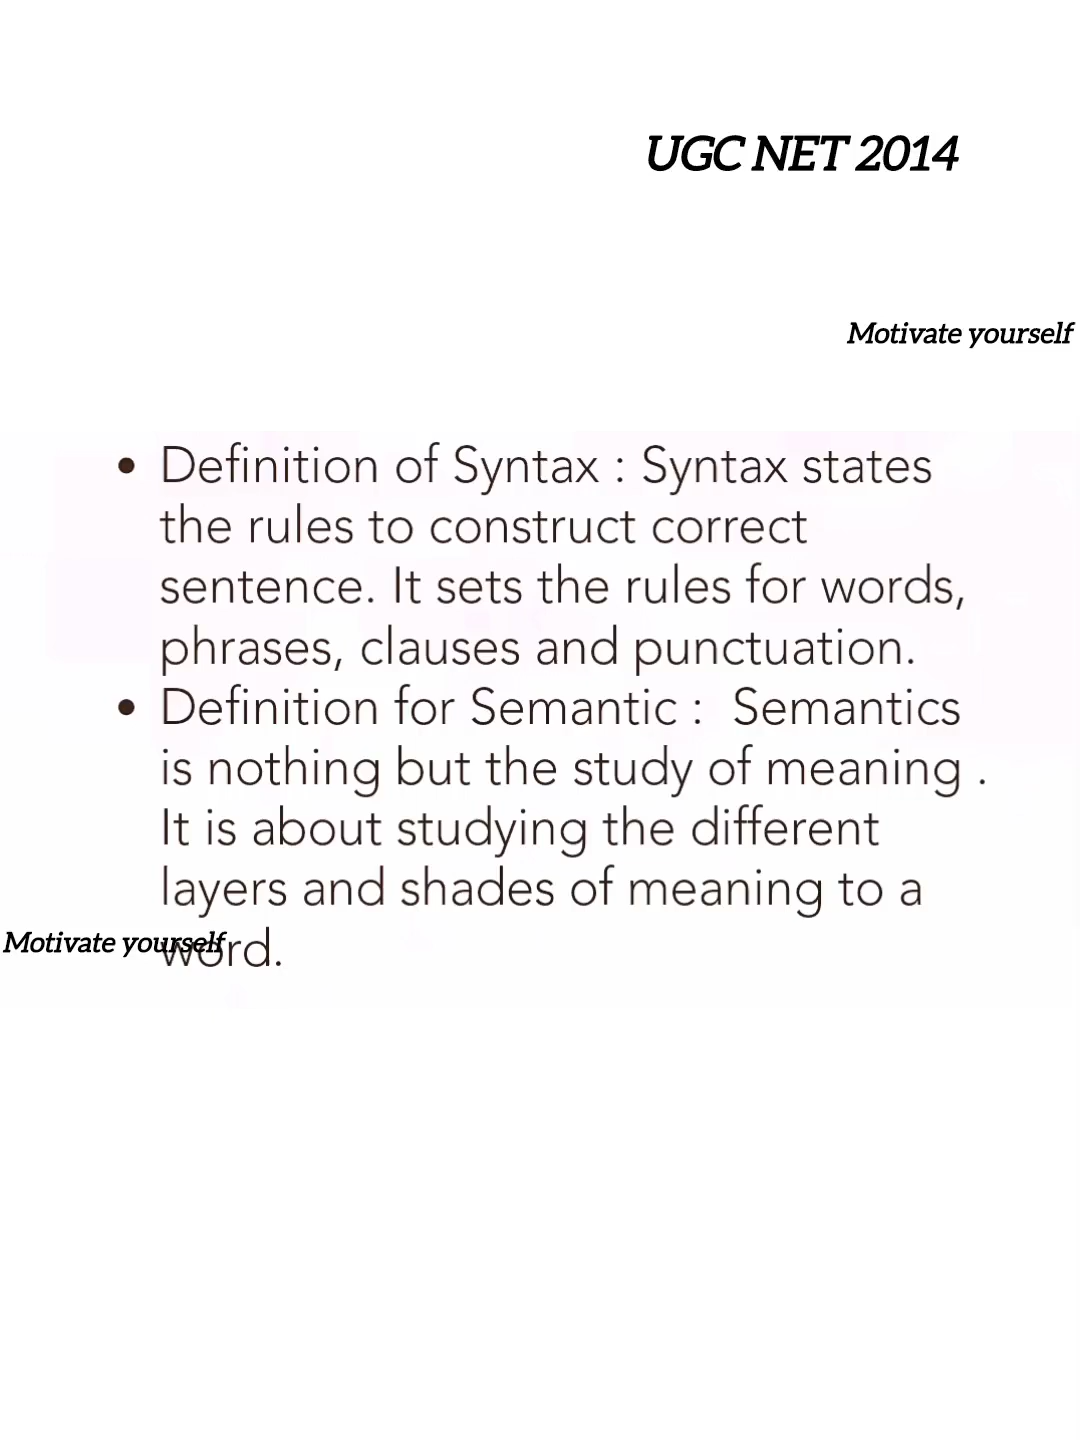 UGC NET 2014
Motivate yourself
• Definition of Syntax : Syntax states
the rules to construct correct
sentence. It sets the rules for words,
phrases, clauses and punctuation.
• Definition for Semantic :  Semantics
is nothing but the study of meaning .
It is about studying the different
layers and shades of meaning to a
word.
Motivate yourself